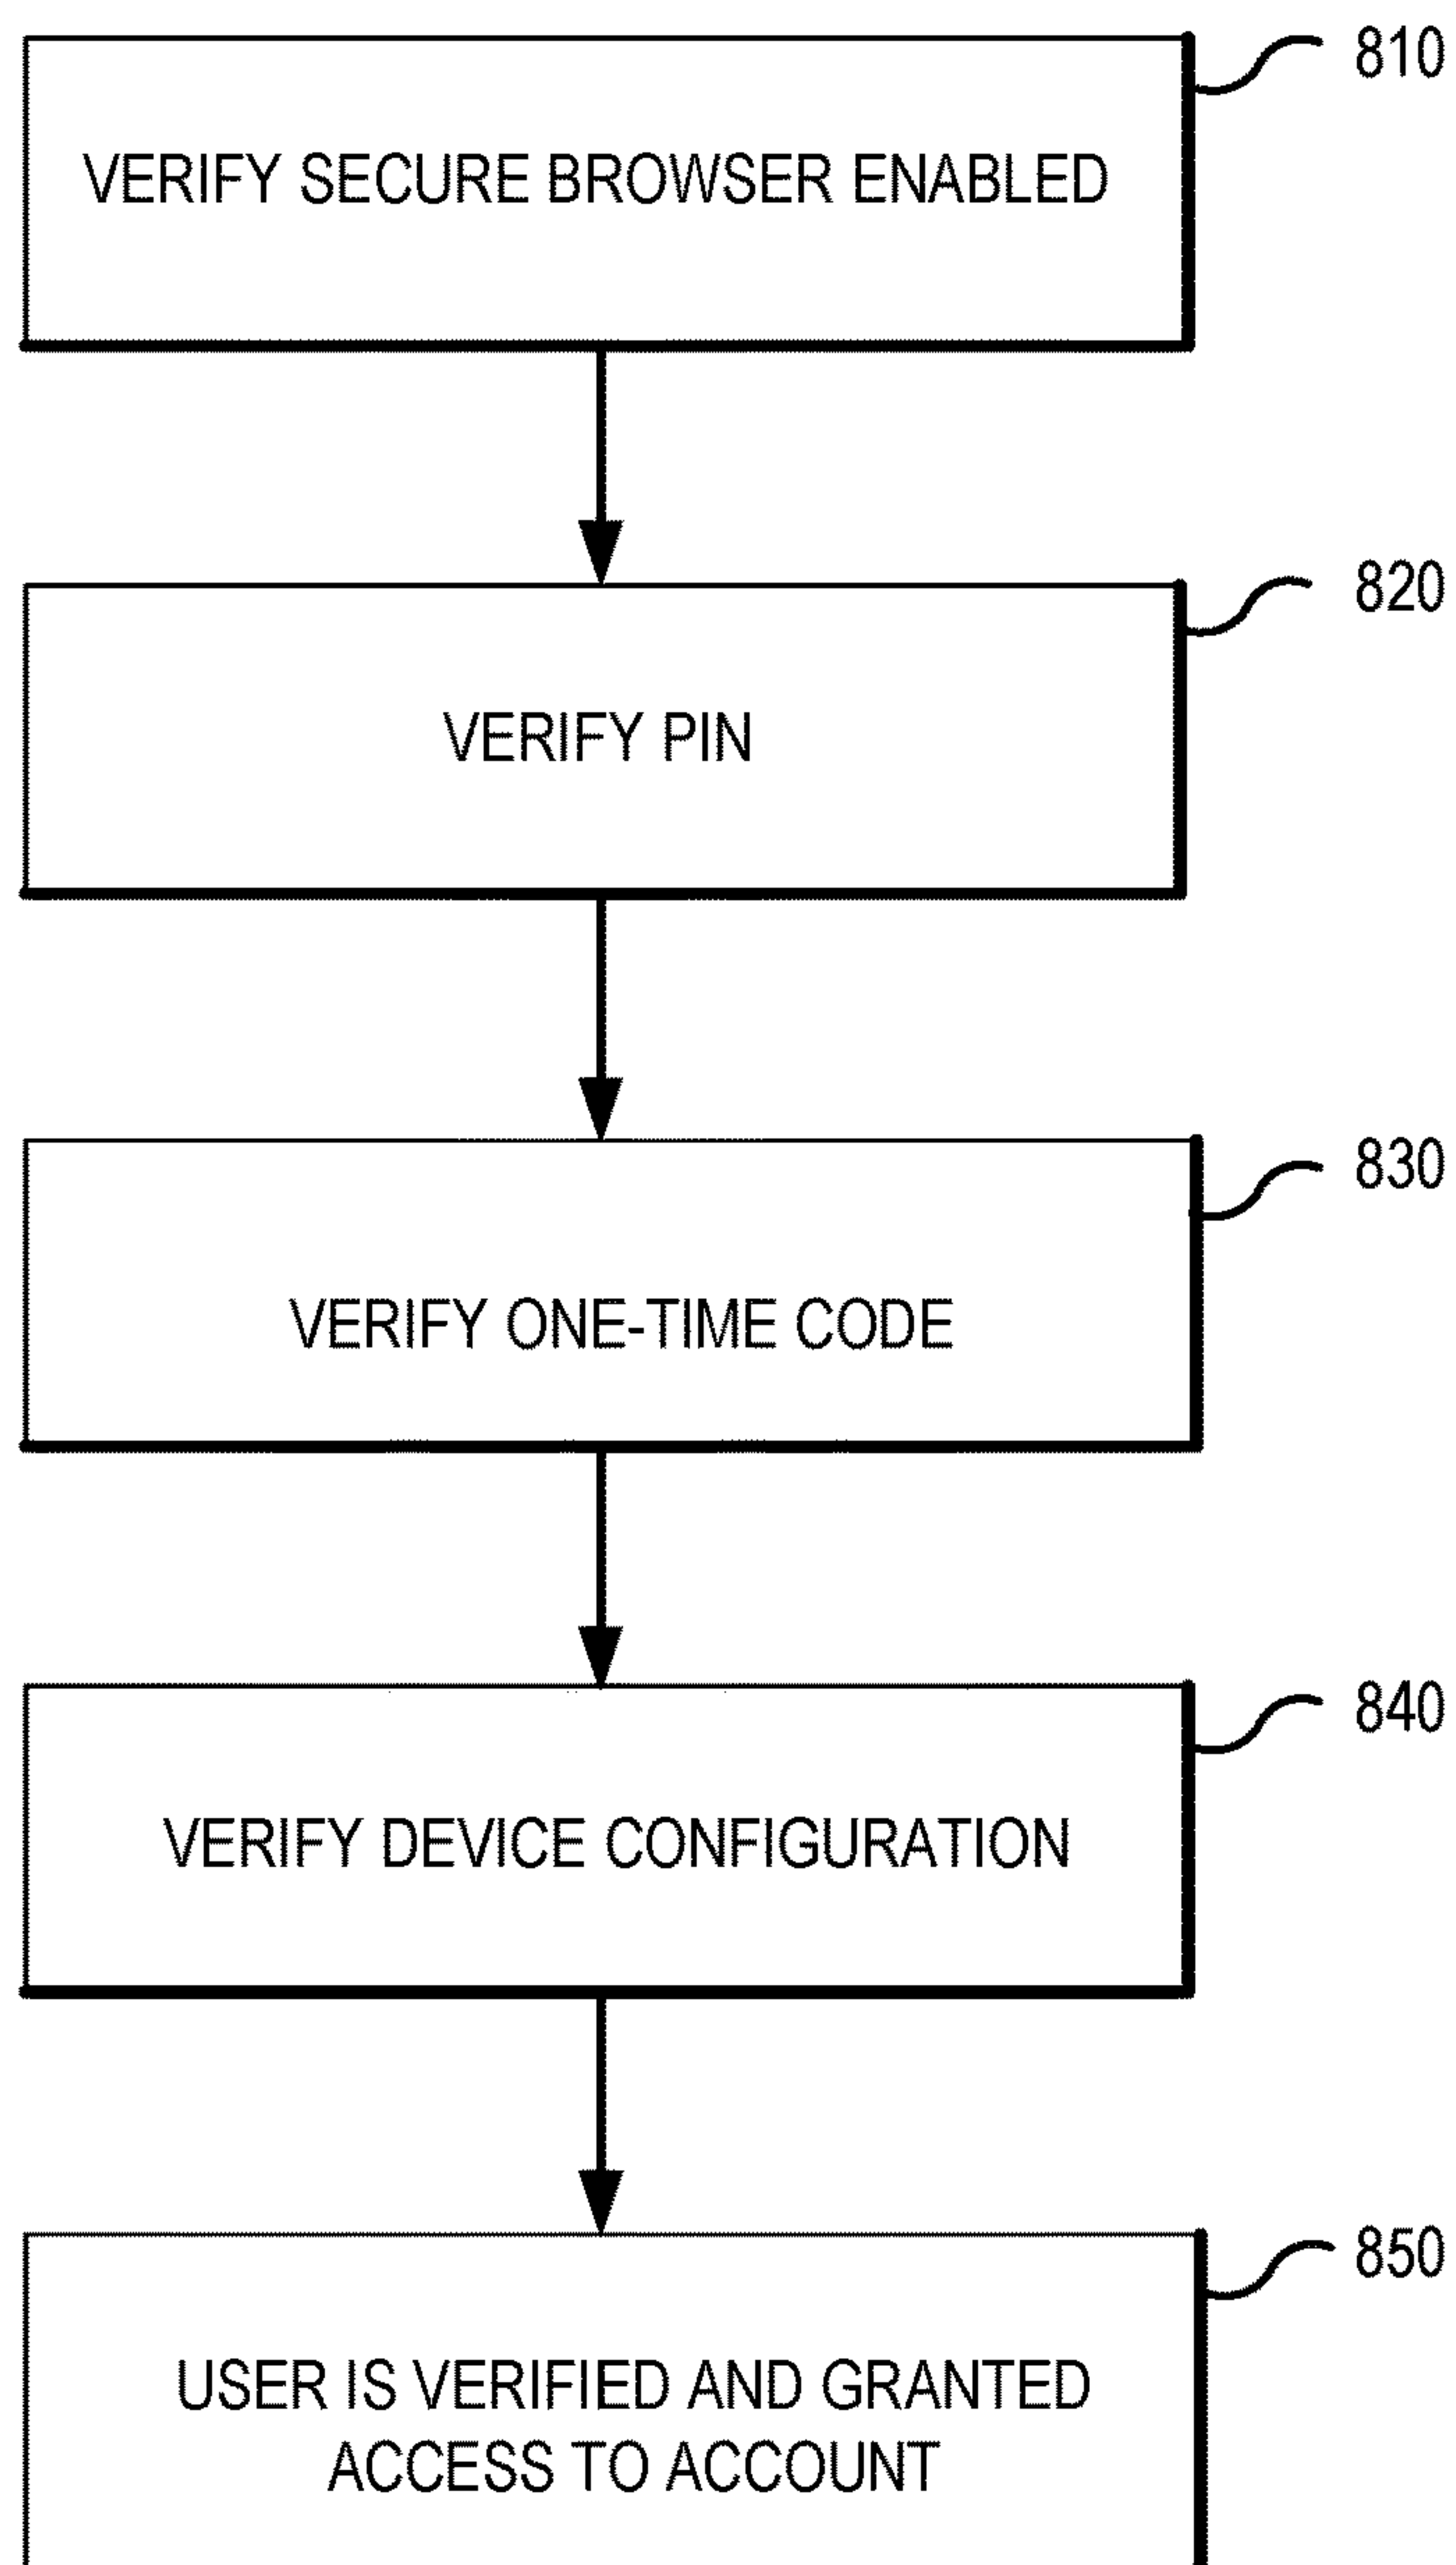 810
VERIFY SECURE BROWSER ENABLED
820
VERIFY PIN
830
VERIFY ONE-TIME CODE
840
VERIFY DEVICE CONFIGURATION
850
USER IS VERIFIED AND GRANTED
ACCESS TO ACCOUNT